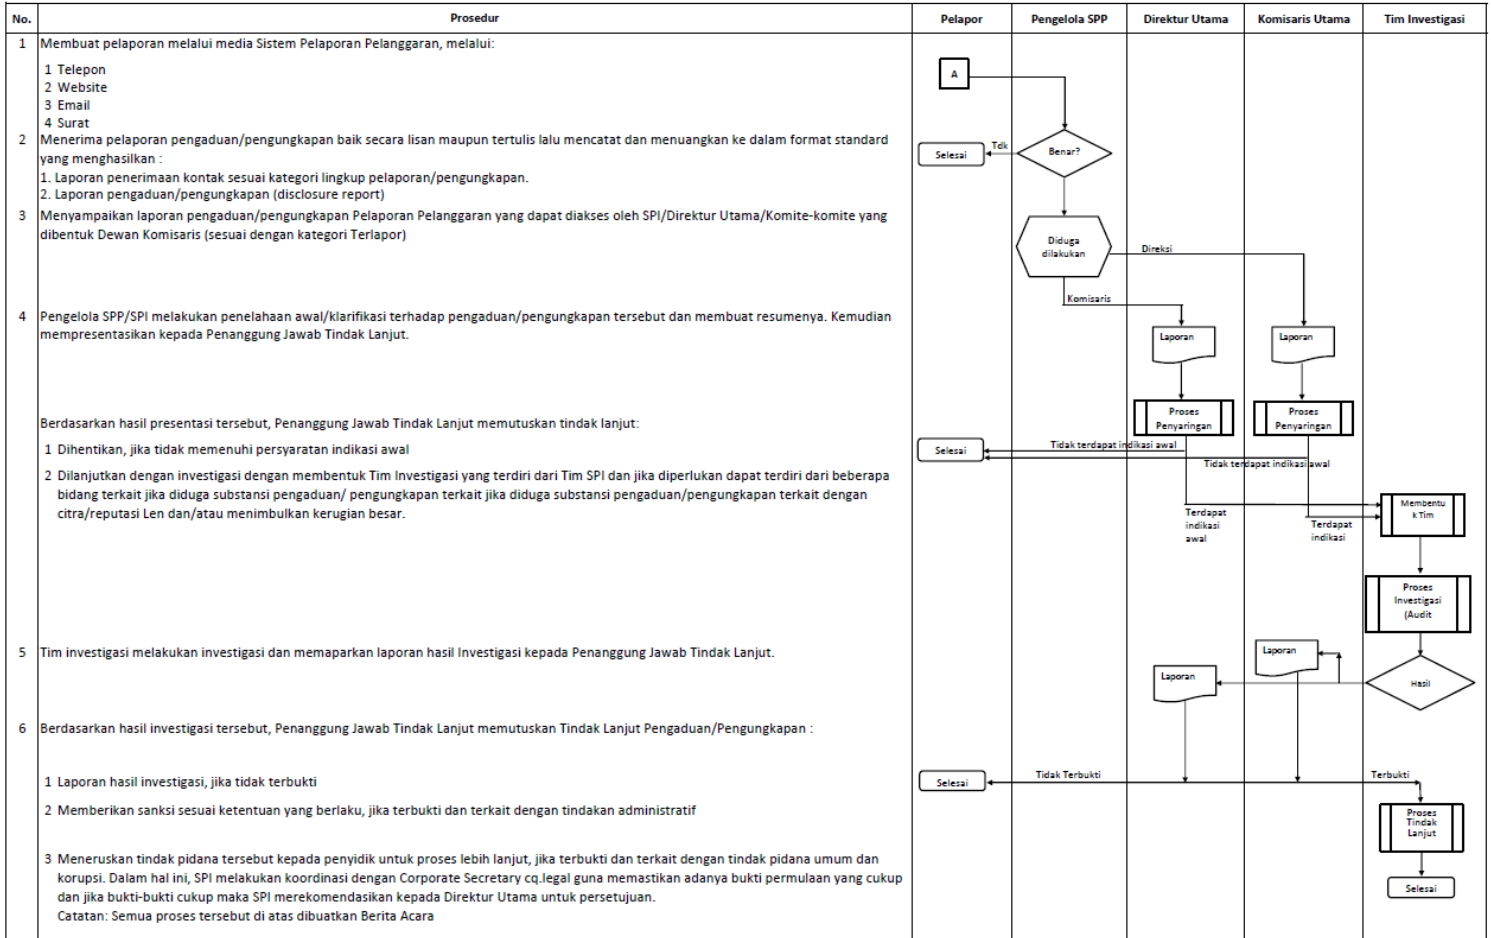 No.
Prosedur
Pelapor
Pengelola SPP
Direktur Utama
Komisaris Utama
Tim Investigasi
1 Membuat pelaporan melalui media Sistem Pelaporan Pelanggaran, melalui:
1 Telepon
2 Website
3 Email
4 Surat
2 Menerima pelaporan pengaduan/pengungkapan baik secara lisan maupun tertulis lalu mencatat dan menuangkan ke dalam format standard
yang menghasilkan :
1. Laporan penerimaan kontak sesuai kategori lingkup pelaporan/pengungkapan.
2. Laporan pengaduan/pengungkapan (disclosure report)
3 Menyampaikan laporan pengaduan/pengungkapan Pelaporan Pelanggaran yang dapat diakses oleh SPI/Direktur Utama/Komite-komite yang
dibentuk Dewan Komisaris (sesuai dengan kategori Terlapor)
4 Pengelola SPP/SPI melakukan penelahaan awal/klarifikasi terhadap pengaduan/pengungkapan tersebut dan membuat resumenya. Kemudian
mempresentasikan kepada Penanggung Jawab Tindak Lanjut.
Berdasarkan hasil presentasi tersebut, Penanggung Jawab Tindak Lanjut memutuskan tindak lanjut:
1 Dihentikan, jika tidak memenuhi persyaratan indikasi awal
2 Dilanjutkan dengan investigasi dengan membentuk Tim Investigasi yang terdiri dari Tim SPI dan jika diperlukan dapat terdiri dari beberapa
bidang terkait jika diduga substansi pengaduan/ pengungkapan terkait jika diduga substansi pengaduan/pengungkapan terkait dengan
citra/reputasi Len dan/atau menimbulkan kerugian besar.
5 Tim investigasi melakukan investigasi dan memaparkan laporan hasil Investigasi kepada Penanggung Jawab Tindak Lanjut.
6 Berdasarkan hasil investigasi tersebut, Penanggung Jawab Tindak Lanjut memutuskan Tindak Lanjut Pengaduan/Pengungkapan :
1 Laporan hasil investigasi, jika tidak terbukti
2 Memberikan sanksi sesuai ketentuan yang berlaku, jika terbukti dan terkait dengan tindakan administratif
3 Meneruskan tindak pidana tersebut kepada penyidik untuk proses lebih lanjut, jika terbukti dan terkait dengan tindak pidana umum dan
korupsi. Dalam hal ini, SPI melakukan koordinasi dengan Corporate Secretary cq.legal guna memastikan adanya bukti permulaan yang cukup
dan jika bukti-bukti cukup maka SPI merekomendasikan kepada Direktur Utama untuk persetujuan.
Catatan: Semua proses tersebut di atas dibuatkan Berita Acara
A
Benar?
Tdk
Selesai
Diduga
dilakukan
Direksi
Komisaris
Laporan
Laporan
Proses
Penyaringan
Proses
Penyaringan
Selesai
Tidak terdapat indikasi awal
Tidak terdapat indikasi awal
Terdapat
indikasi
awal
Terdapat
indikasi
Membentu
k Tim
Proses
Investigasi
(Audit
Laporan
Laporan
Hasil
Selesai
Tidak Terbukti
Terbukti
Proses
Tindak
Lanjut
Selesai